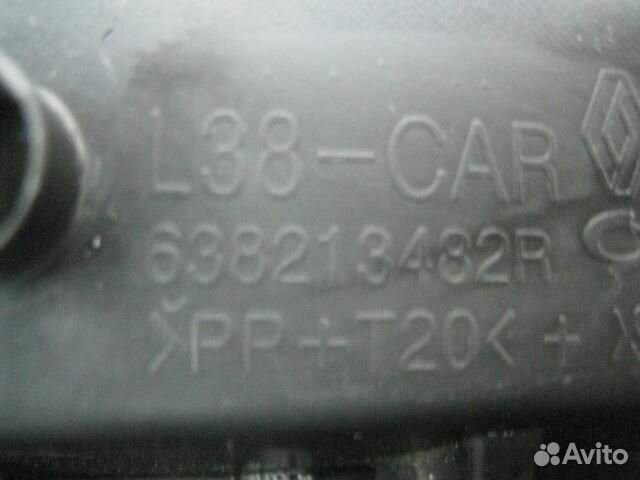 L38-CAR
638213482R
>PP+T20< +
Avito